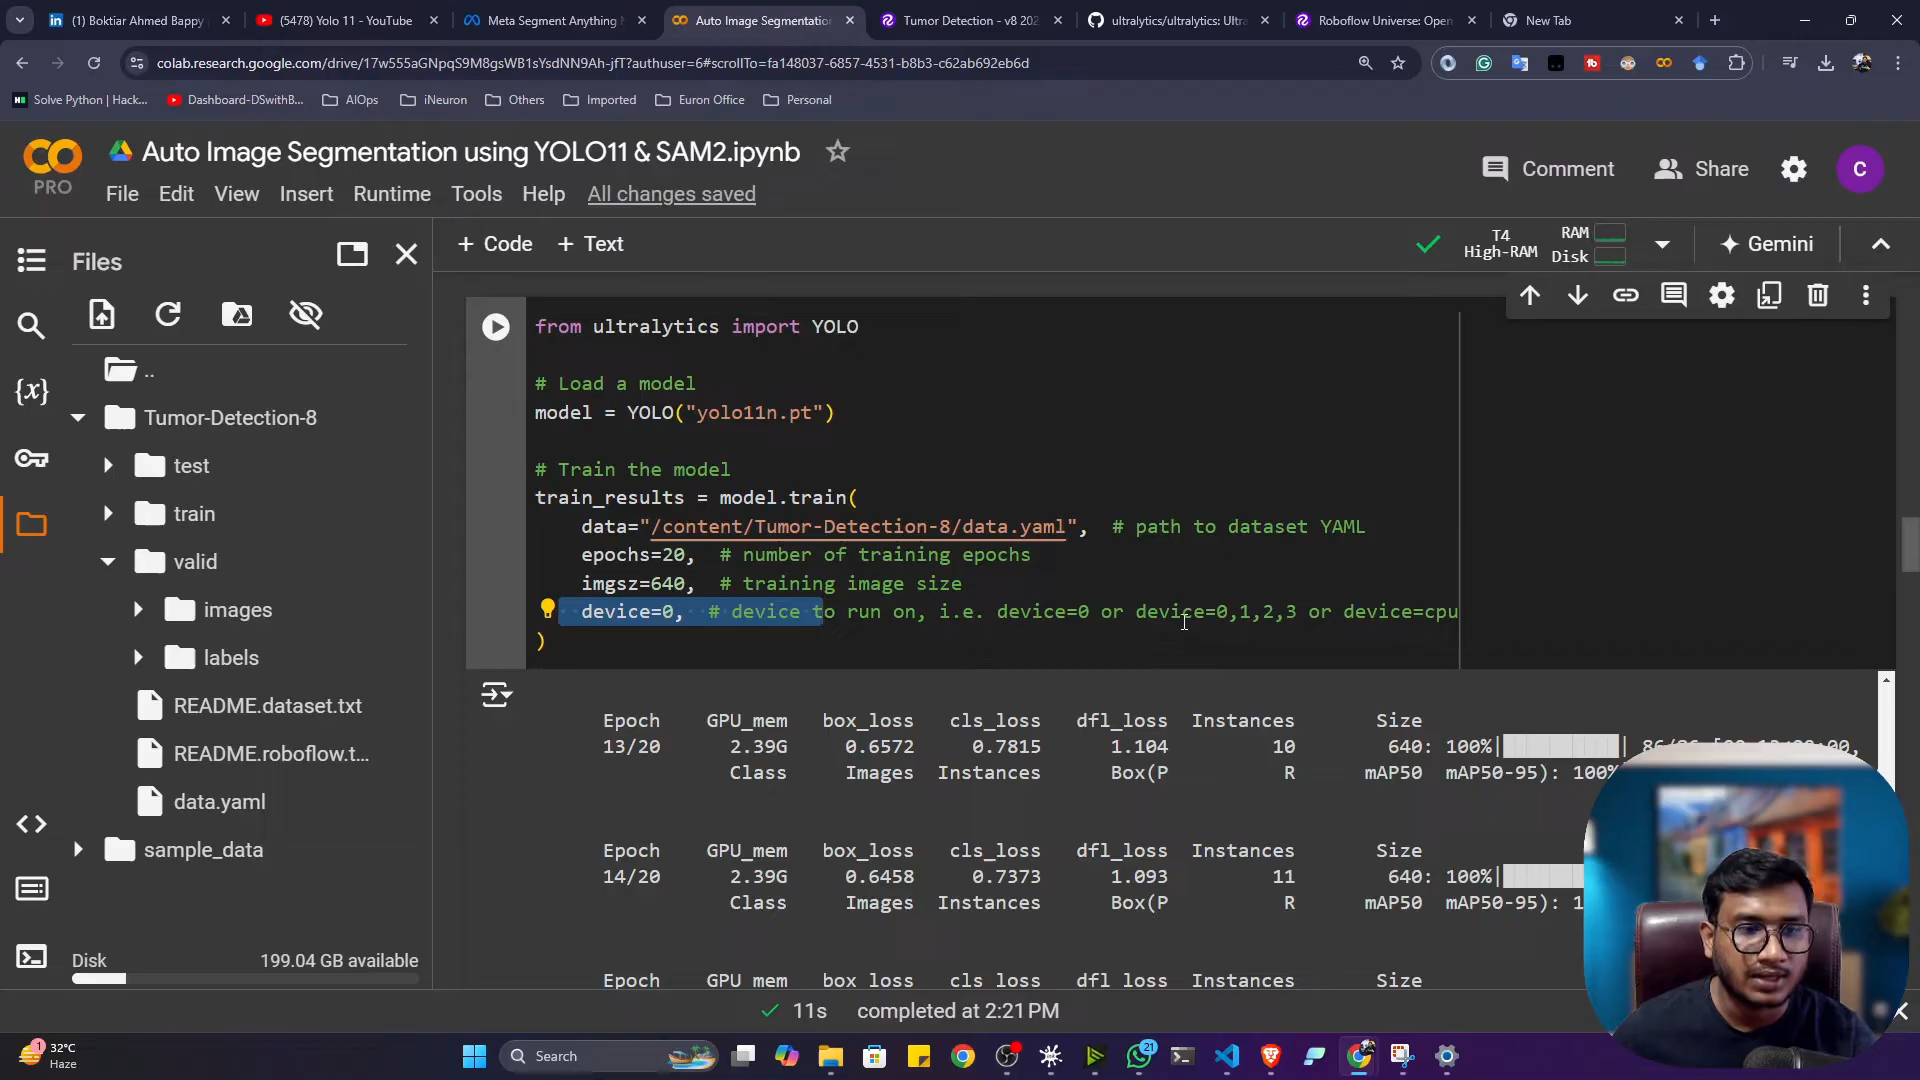 (1) Boktiar Ahmed Bappy
(5478) Yolo 11 - YouTube
Meta Segment Anything
Auto Image Segmentation
Tumor Detection - v8 202
ultralytics/ultralytics: Ultra
Roboflow Universe: Open
New Tab
colab.research.google.com/drive/17w555aGNpqS9M8gsWB1sYsdNN9Ah-jfT?authuser=6#scrollTo=fa148037-6857-4531-b8b3-c62ab692eb6d
Solve Python | Hack...
Dashboard-DSwithB...
AIOps
iNeuron
Others
Imported
Euron Office
Personal
PRO
Auto Image Segmentation using YOLO11 & SAM2.ipynb
Comment
Share
C
File Edit View Insert Runtime Tools Help All changes saved
Files
+ Code + Text
T4
High-RAM
RAM
Disk
Gemini
..
Tumor-Detection-8
test
train
valid
images
labels
README.dataset.txt
README.roboflow.t...
data.yaml
sample_data
Disk 199.04 GB available
from ultralytics import YOLO
# Load a model
model = YOLO("yolo11n.pt")
# Train the model
train_results = model.train(
data="/content/Tumor-Detection-8/data.yaml", # path to dataset YAML
epochs=20, # number of training epochs
imgsz=640, # training image size
device=0, # device to run on, i.e. device=0 or device=0,1,2,3 or device=cpu
)
Epoch GPU_mem box_loss cls_loss dfl_loss Instances Size
13/20 2.39G 0.6572 0.7815 1.104 10 640: 100%
Class Images Instances Box(P R mAP50 mAP50-95): 100%
Epoch GPU_mem box_loss cls_loss dfl_loss Instances Size
14/20 2.39G 0.6458 0.7373 1.093 11 640: 100%
Class Images Instances Box(P R mAP50 mAP50-95): 1
Epoch GPU_mem box_loss cls_loss dfl_loss Instances Size
11s completed at 2:21 PM
1
32°C
Haze
Search
21